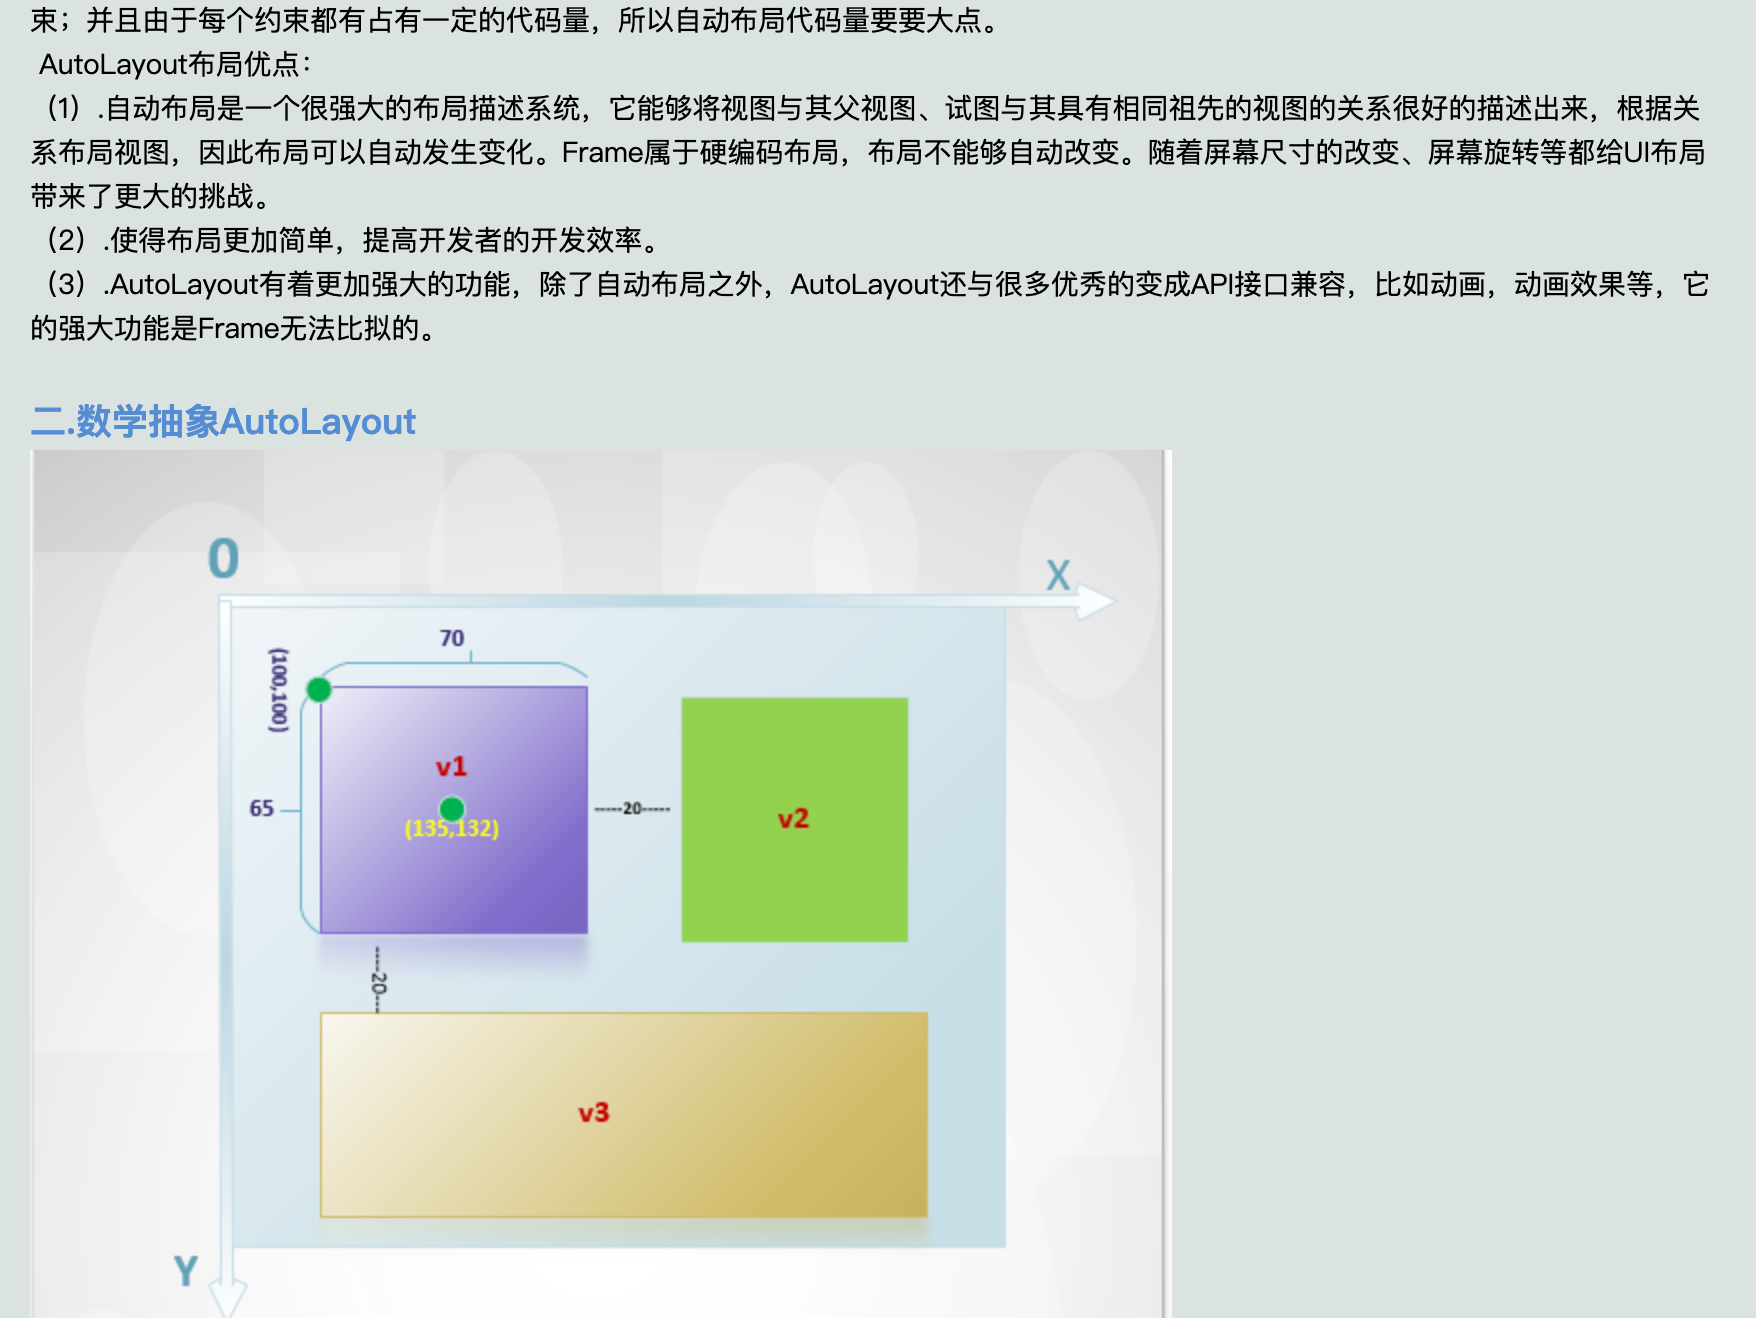 束；并且由于每个约束都有占有一定的代码量，所以自动布局代码量要要大点。
AutoLayout布局优点：
（1）.自动布局是一个很强大的布局描述系统，它能够将视图与其父视图、试图与其具有相同祖先的视图的关系很好的描述出来，根据关
系布局视图，因此布局可以自动发生变化。Frame属于硬编码布局，布局不能够自动改变。随着屏幕尺寸的改变、屏幕旋转等都给UI布局
带来了更大的挑战。
（2）.使得布局更加简单，提高开发者的开发效率。
（3）.AutoLayout有着更加强大的功能，除了自动布局之外，AutoLayout还与很多优秀的变成API接口兼容，比如动画，动画效果等，它
的强大功能是Frame无法比拟的。
二.数学抽象AutoLayout
0
X
70
(100,100)
v1
65
(135,132)
-----20-----
v2
----20---
v3
Y